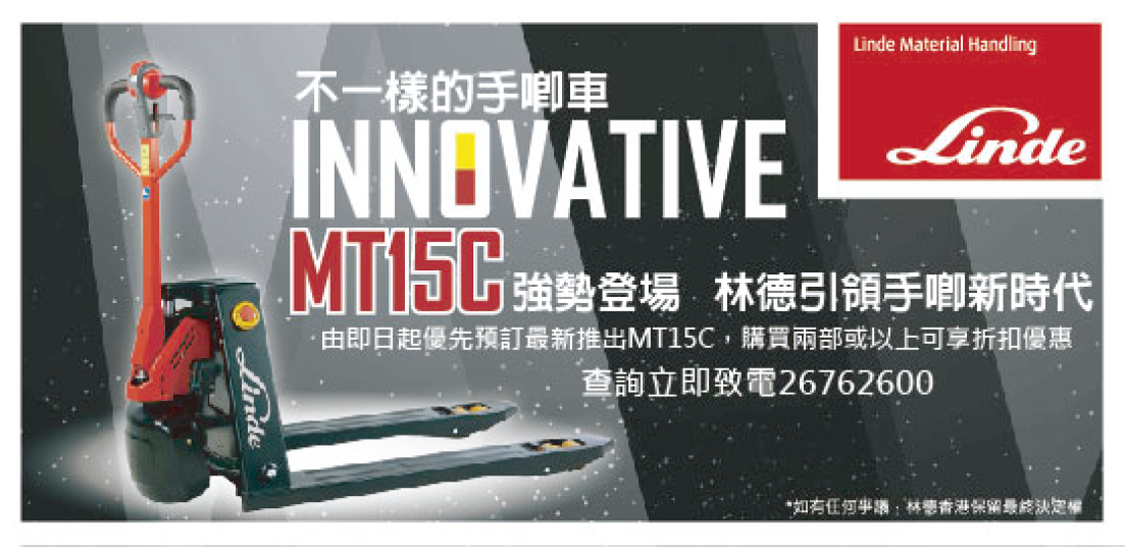 Linde Material Handling
Linde
不一樣的手唧車
INNOVATIVE
MT15C 強勢登場 林德引領手唧新時代
由即日起優先預訂最新推出MT15C，購買兩部或以上可享折扣優惠
查詢立即致電26762600
Linde
*如有任何爭議，林德香港保留最終決定權